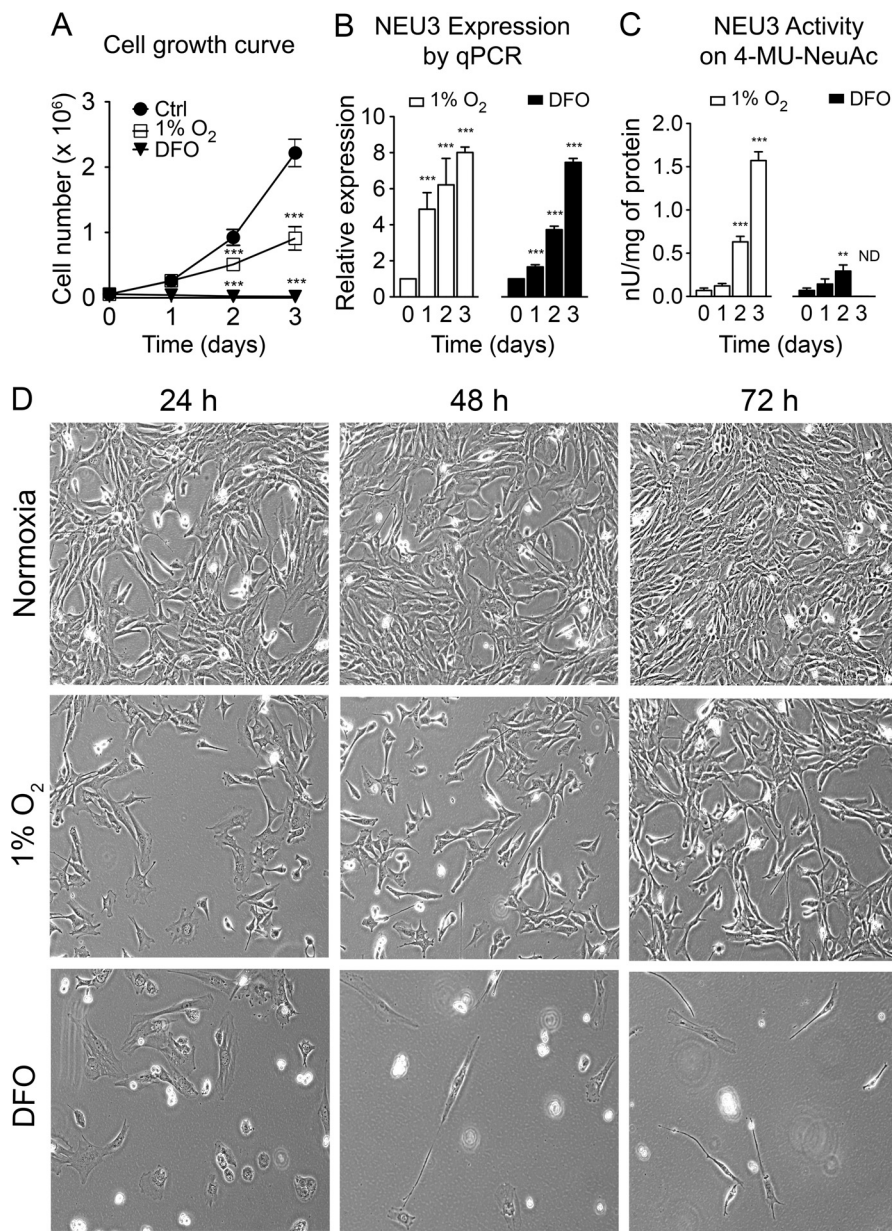 A
Cell growth curve
Cell number (x 10⁶)
3
2
1
0
Ctrl
1% O₂
DFO
***
***
***
***
0 1 2 3
Time (days)
B
NEU3 Expression
by qPCR
1% O₂ DFO
Relative expression
10
8
6
4
2
0
*** *** *** *** *** ***
0 1 2 3 0 1 2 3
Time (days)
C
NEU3 Activity
on 4-MU-NeuAc
1% O₂ DFO
nU/mg of protein
2.0
1.5
1.0
0.5
0.0
*** *** ** ND
0 1 2 3 0 1 2 3
Time (days)
D
24 h 48 h 72 h
Normoxia
1% O₂
DFO